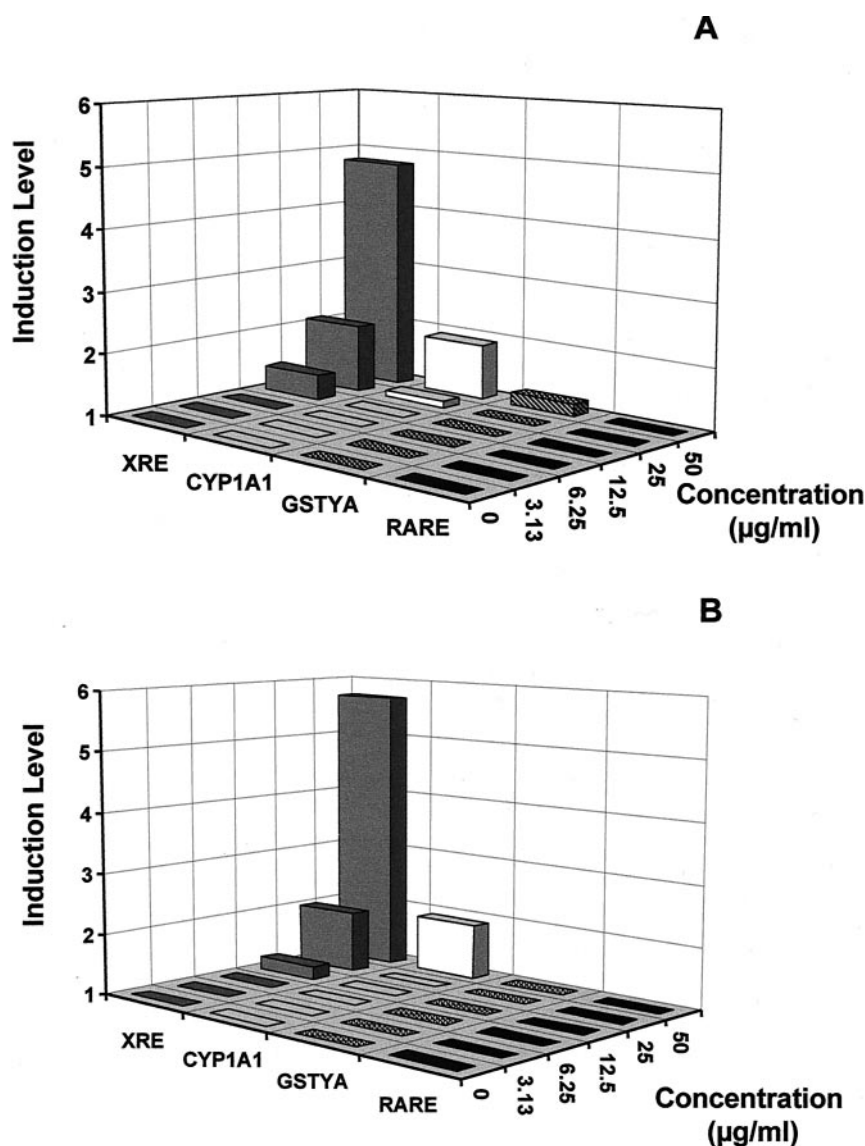 A
6
5
4
3
2
1
Induction Level
XRE
CYP1A1
GSTYA
RARE
0
3.13
6.25
12.5
25
50
Concentration
(µg/ml)
B
6
5
4
3
2
1
Induction Level
XRE
CYP1A1
GSTYA
RARE
0
3.13
6.25
12.5
25
50
Concentration
(µg/ml)